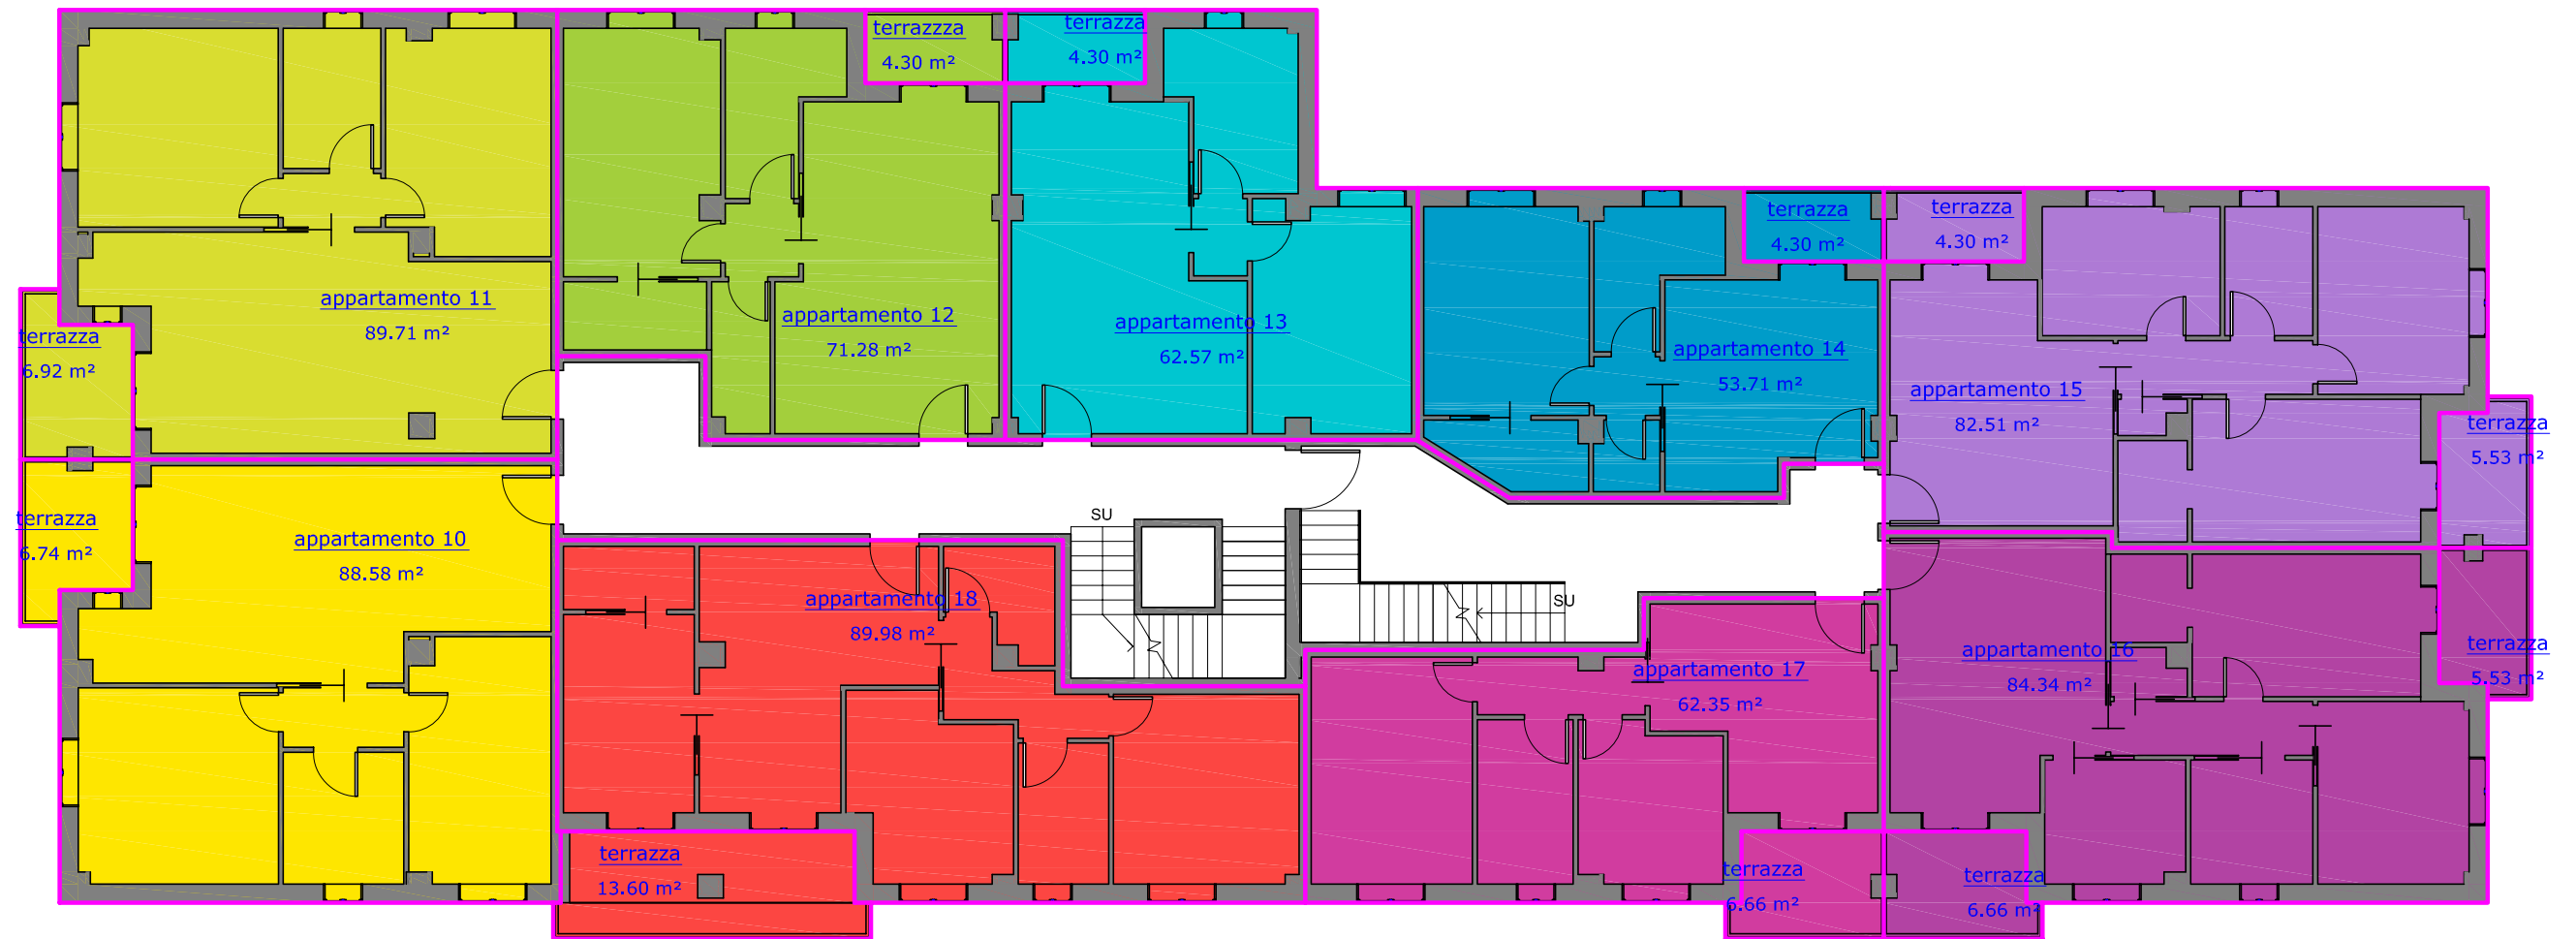 terrazzza
4.30 m²
terrazza
4.30 m²
terrazza
4.30 m²
terrazza
4.30 m²
appartamento 11
89.71 m²
appartamento 12
71.28 m²
appartamento 13
62.57 m²
appartamento 14
53.71 m²
appartamento 15
82.51 m²
terrazza
6.92 m²
terrazza
5.53 m²
terrazza
6.74 m²
appartamento 10
88.58 m²
SU
appartamento 18
89.98 m²
SU
appartamento 17
62.35 m²
appartamento 16
84.34 m²
terrazza
5.53 m²
terrazza
13.60 m²
terrazza
6.66 m²
terrazza
6.66 m²